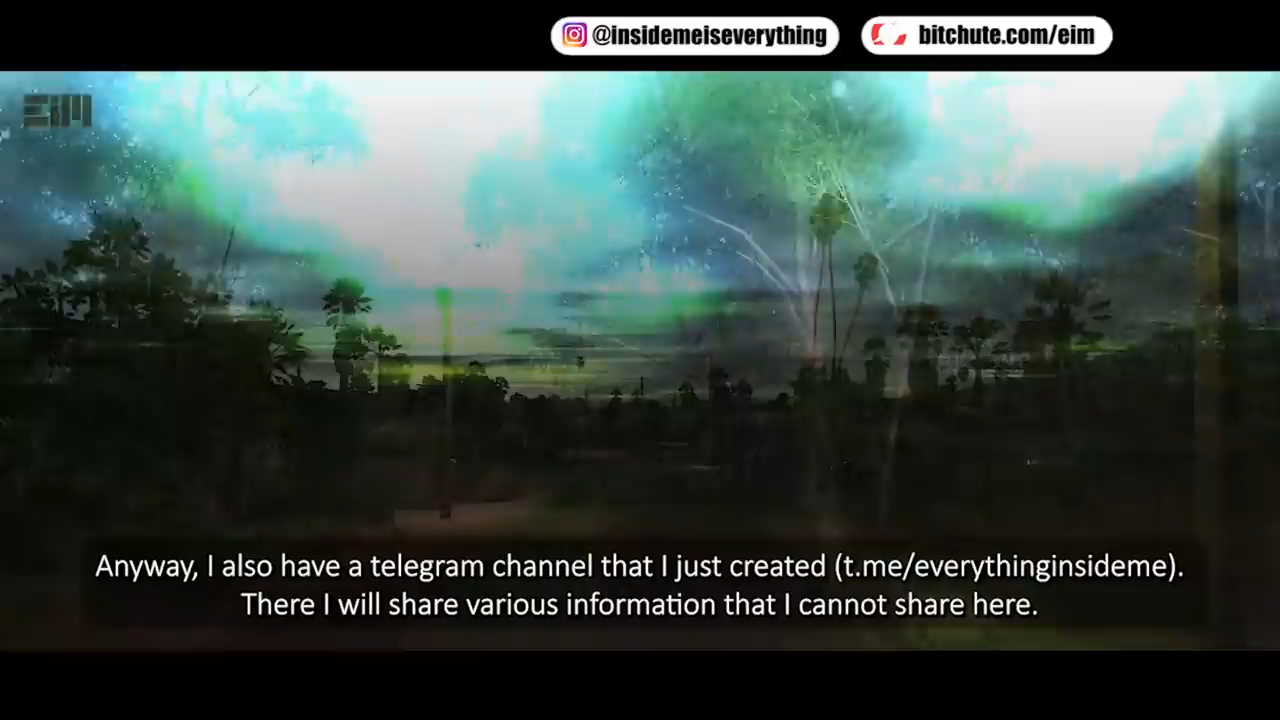 @insidemeiseverything
bitchute.com/eim
EIM
Anyway, I also have a telegram channel that I just created (t.me/everythinginsideme).
There I will share various information that I cannot share here.